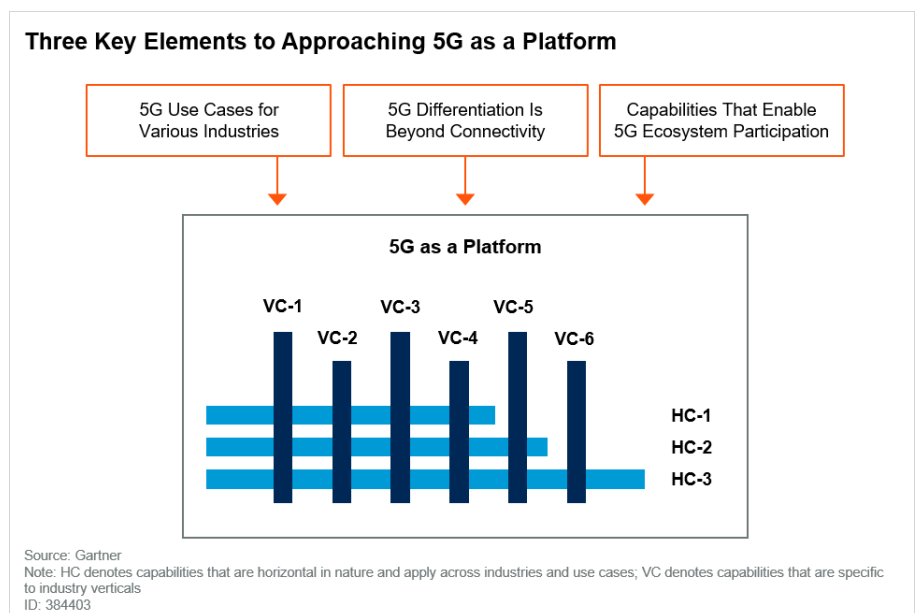 Three Key Elements to Approaching 5G as a Platform
5G Use Cases for
Various Industries
5G Differentiation Is
Beyond Connectivity
Capabilities That Enable
5G Ecosystem Participation
5G as a Platform
VC-1
VC-2
VC-3
VC-4
VC-5
VC-6
HC-1
HC-2
HC-3
Source: Gartner
Note: HC denotes capabilities that are horizontal in nature and apply across industries and use cases; VC denotes capabilities that are specific
to industry verticals
ID: 384403